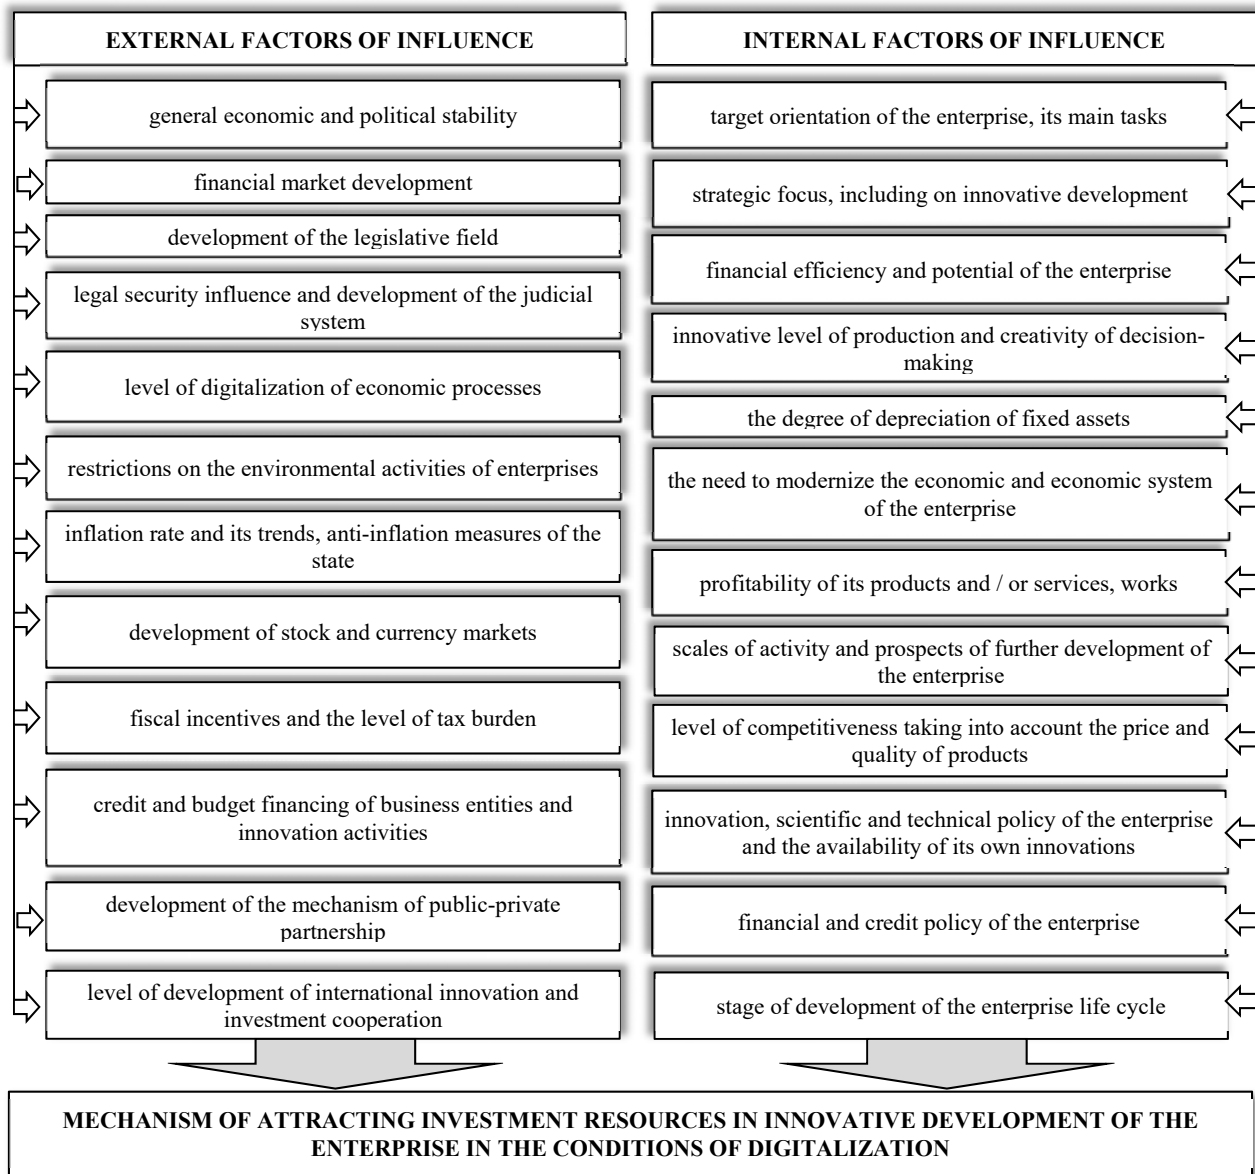 EXTERNAL FACTORS OF INFLUENCE
general economic and political stability
financial market development
development of the legislative field
legal security influence and development of the judicial
system
level of digitalization of economic processes
restrictions on the environmental activities of enterprises
inflation rate and its trends, anti-inflation measures of the
state
development of stock and currency markets
fiscal incentives and the level of tax burden
credit and budget financing of business entities and
innovation activities
development of the mechanism of public-private
partnership
level of development of international innovation and
investment cooperation
INTERNAL FACTORS OF INFLUENCE
target orientation of the enterprise, its main tasks
strategic focus, including on innovative development
financial efficiency and potential of the enterprise
innovative level of production and creativity of decision-
making
the degree of depreciation of fixed assets
the need to modernize the economic and economic system
of the enterprise
profitability of its products and / or services, works
scales of activity and prospects of further development of
the enterprise
level of competitiveness taking into account the price and
quality of products
innovation, scientific and technical policy of the enterprise
and the availability of its own innovations
financial and credit policy of the enterprise
stage of development of the enterprise life cycle
MECHANISM OF ATTRACTING INVESTMENT RESOURCES IN INNOVATIVE DEVELOPMENT OF THE
ENTERPRISE IN THE CONDITIONS OF DIGITALIZATION